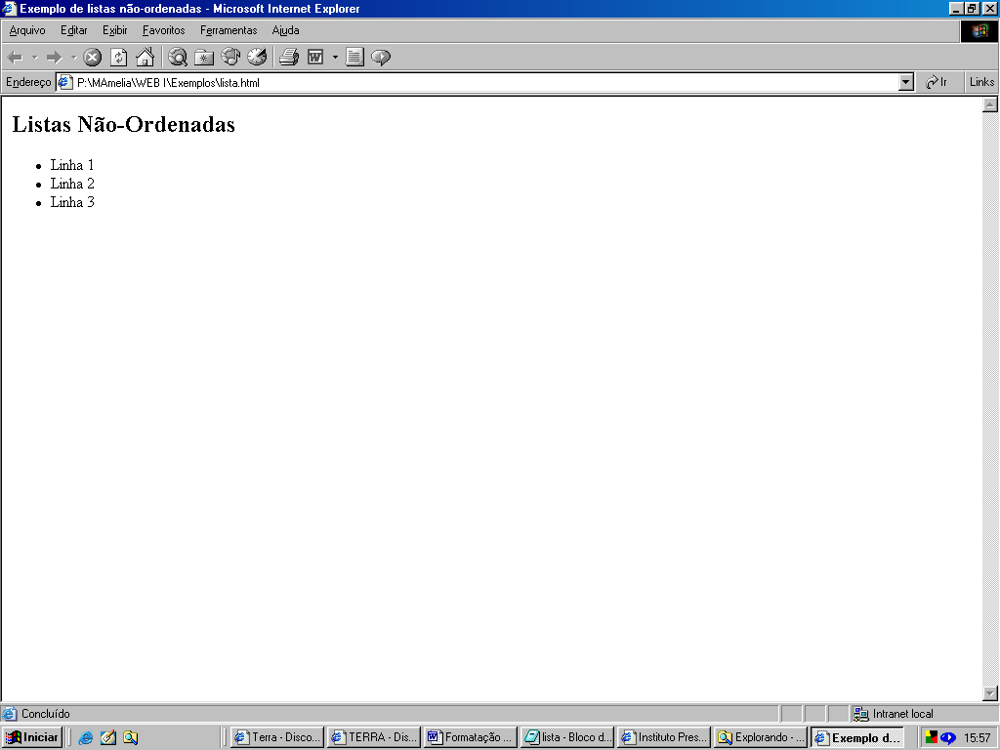 Exemplo de listas não-ordenadas - Microsoft Internet Explorer
Arquivo Editar Exibir Favoritos Ferramentas Ajuda
Endereço P:\MAmelia\WEB I\Exemplos\lista.html Ir Links
Listas Não-Ordenadas
• Linha 1
• Linha 2
• Linha 3
Concluído Intranet local
Iniciar Terra - Disco... TERRA - Dis... Formatação ... lista - Bloco d... Instituto Pres... Explorando - ... Exemplo d... 15:57